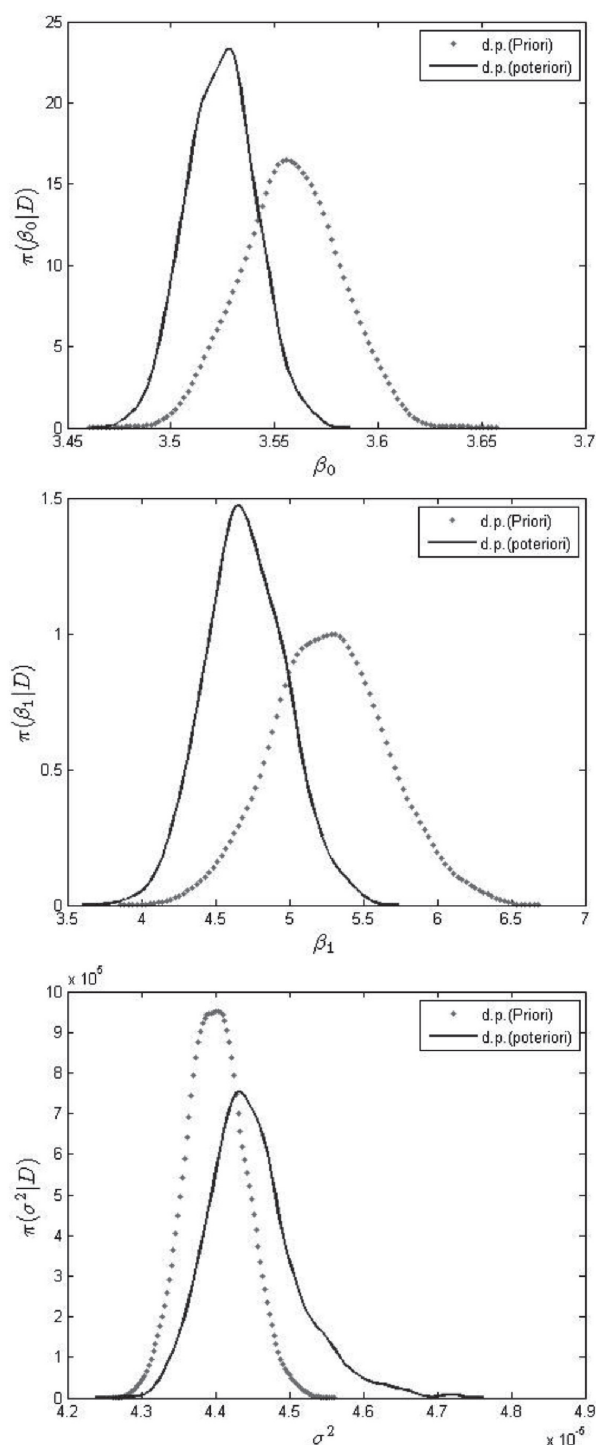 25
20
15
10
5
0
π(β₀|D)
d.p.(Priori)
d.p.(poteriori)
3.45 3.5 3.55 3.6 3.65 3.7
β₀
1.5
1
0.5
0
π(β₁|D)
d.p.(Priori)
d.p.(poteriori)
3.5 4 4.5 5 5.5 6 6.5 7
β₁
x 10⁵
10
9
8
7
6
5
4
3
2
1
0
π(σ²|D)
d.p.(Priori)
d.p.(poteriori)
4.2 4.3 4.4 4.5 4.6 4.7 4.8 4.9
x 10⁻⁵
σ²